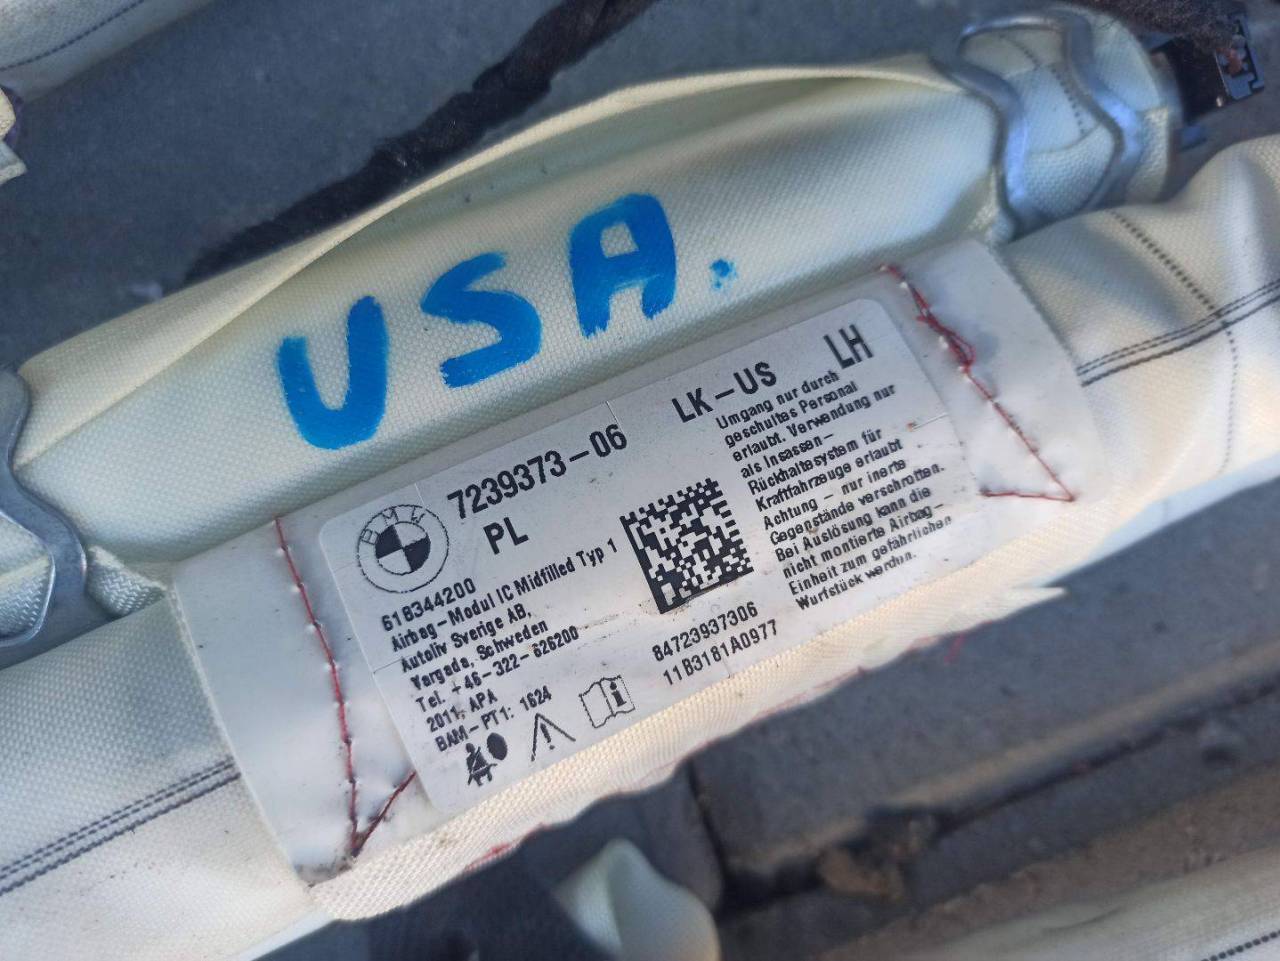 USA.
7239373-06
PL
LK-US
LH
BMW
618344200
Airbag-Modul IC Midfilled Typ 1
Autoliv Sverige AB,
Vargada, Schweden
Tel. +46-322-626200
2011, APA
BAM-PT1: 1624
84723937306
11B3181A0977
Umgang nur durch
geschultes Personal
erlaubt. Verwendung nur
als Insassen-
Rückhaltesystem für
Kraftfahrzeuge erlaubt
Achtung - nur inerte
Gegenstände verschrotten.
Bei Auslösung kann die
nicht montierte Airbag-
Einheit zum gefährlichen
Wurfstück werden.